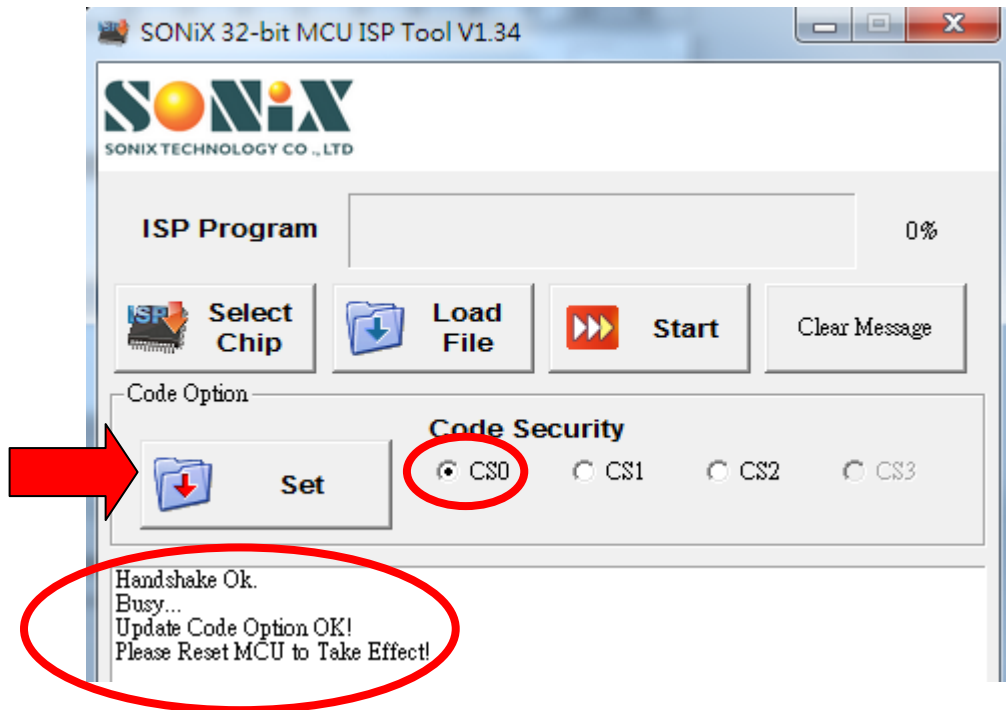 SONiX 32-bit MCU ISP Tool V1.34
SONiX
SONIX TECHNOLOGY CO ., LTD
ISP Program
0%
ISP
Select Chip
Load File
Start
Clear Message
Code Option
Code Security
Set
CS0 CS1 CS2 CS3
Handshake Ok.
Busy...
Update Code Option OK!
Please Reset MCU to Take Effect!